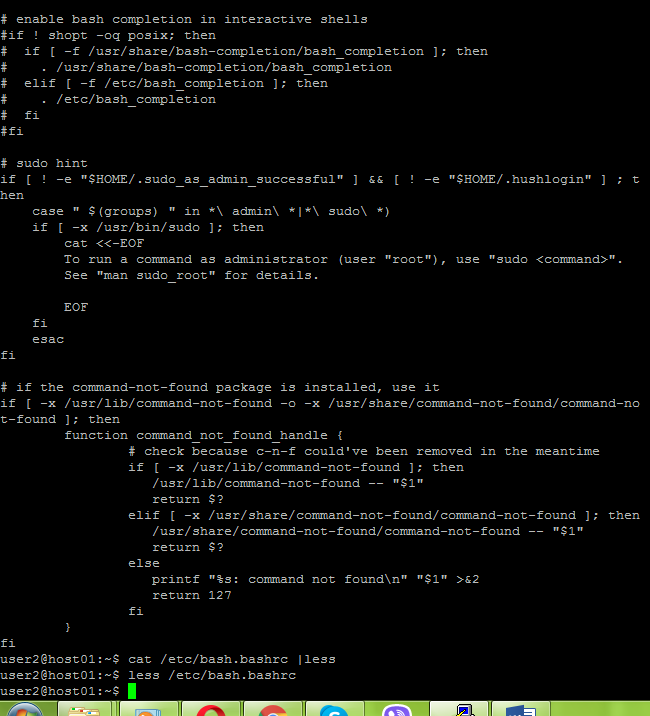 # enable bash completion in interactive shells
#if ! shopt -oq posix; then
#  if [ -f /usr/share/bash-completion/bash_completion ]; then
#    . /usr/share/bash-completion/bash_completion
#  elif [ -f /etc/bash_completion ]; then
#    . /etc/bash_completion
#  fi
#fi

# sudo hint
if [ ! -e "$HOME/.sudo_as_admin_successful" ] && [ ! -e "$HOME/.hushlogin" ] ; t
hen
    case " $(groups) " in *\ admin\ *|*\ sudo\ *)
    if [ -x /usr/bin/sudo ]; then
        cat <<-EOF
        To run a command as administrator (user "root"), use "sudo <command>".
        See "man sudo_root" for details.

        EOF
    fi
    esac
fi

# if the command-not-found package is installed, use it
if [ -x /usr/lib/command-not-found -o -x /usr/share/command-not-found/command-no
t-found ]; then
        function command_not_found_handle {
                # check because c-n-f could've been removed in the meantime
                if [ -x /usr/lib/command-not-found ]; then
                   /usr/lib/command-not-found -- "$1"
                   return $?
                elif [ -x /usr/share/command-not-found/command-not-found ]; then
                   /usr/share/command-not-found/command-not-found -- "$1"
                   return $?
                else
                   printf "%s: command not found\n" "$1" >&2
                   return 127
                fi
        }
fi
user2@host01:~$ cat /etc/bash.bashrc |less
user2@host01:~$ less /etc/bash.bashrc
user2@host01:~$